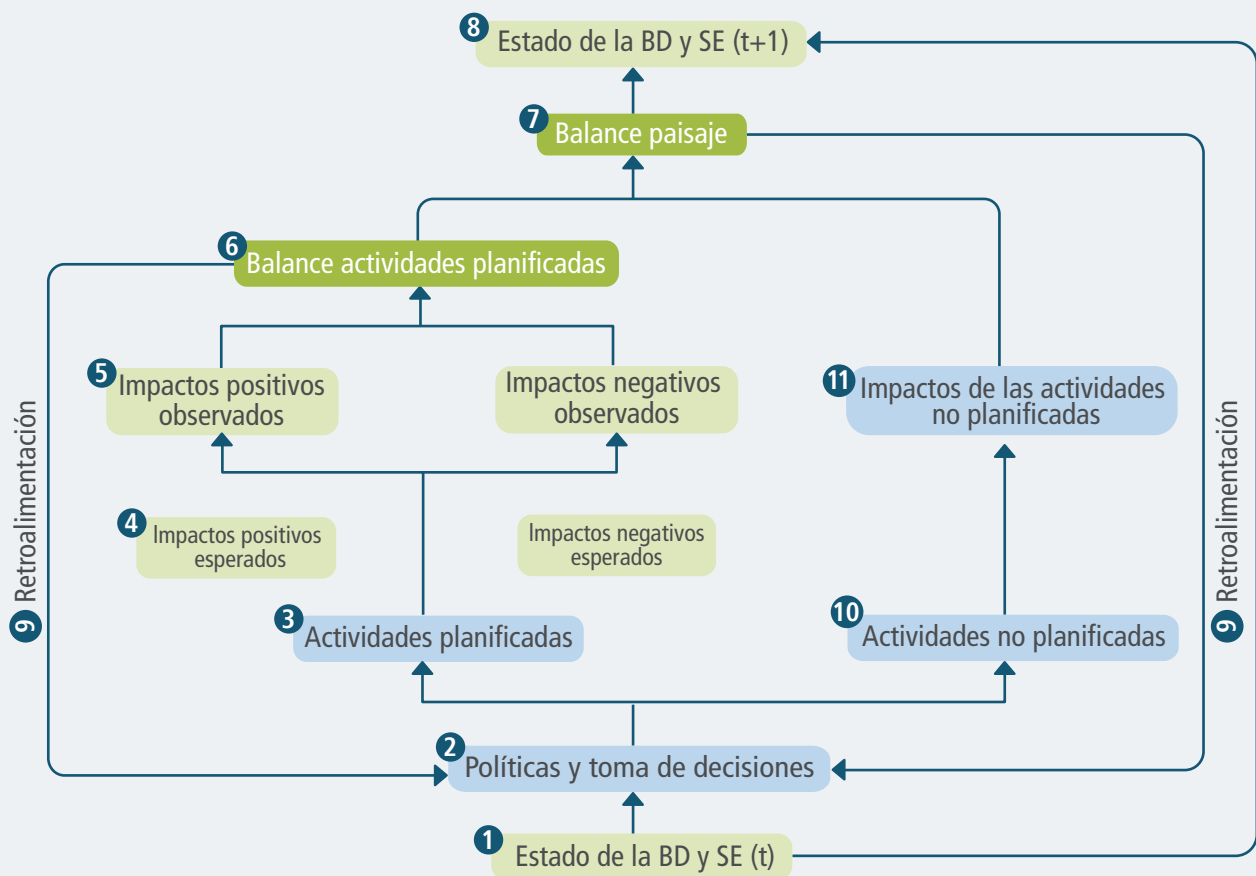 8 Estado de la BD y SE (t+1)
7 Balance paisaje
6 Balance actividades planificadas
5 Impactos positivos
observados
Impactos negativos
observados
11 Impactos de las actividades
no planificadas
4 Impactos positivos
esperados
Impactos negativos
esperados
3 Actividades planificadas
10 Actividades no planificadas
2 Políticas y toma de decisiones
1 Estado de la BD y SE (t)
9 Retroalimentación
9 Retroalimentación